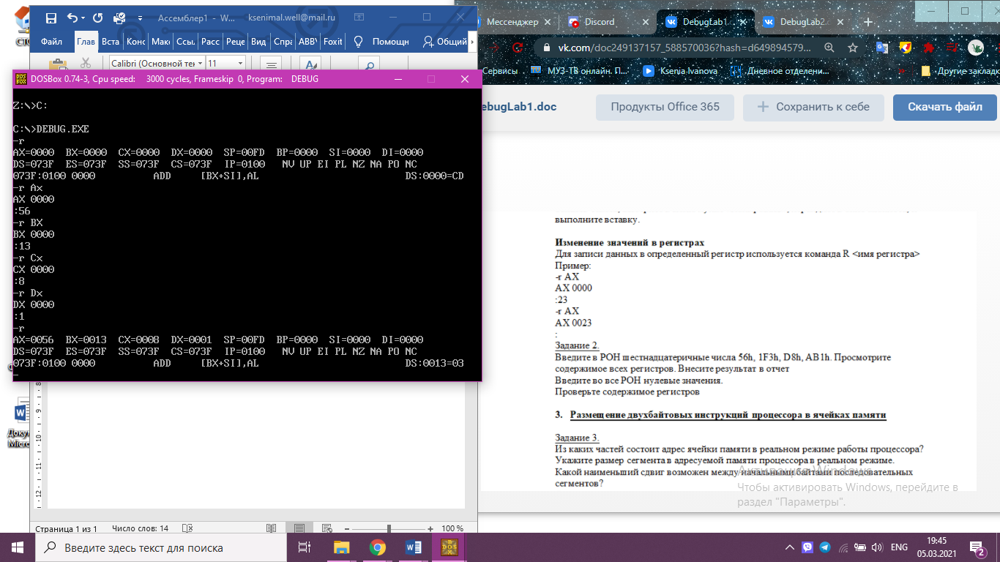 СТО
Ассемблер1 - W...
ksenimal.well@mail.ru
Файл
Глав
Вста
Конс
Мак
Ссы.
Расс
Реце
Вид
Спра
ABBY
Foxit
Помощн
Общий
Calibri (Основной тек
11
Мессенджер
Discord
DebugLab1.c
DebugLab2.c
vk.com/doc249137157_588570036?hash=d649894579...
Сервисы
МУЗ-ТВ онлайн. П...
Ksenia Ivanova
Дневное отделени...
Другие закладк
DOSBox 0.74-3, Cpu speed: 3000 cycles, Frameskip 0, Program: DEBUG
Z:\>C:
C:\>DEBUG.EXE
-r
AX=0000 BX=0000 CX=0000 DX=0000 SP=00FD BP=0000 SI=0000 DI=0000
DS=073F ES=073F SS=073F CS=073F IP=0100 NV UP EI PL NZ NA PO NC
073F:0100 0000 ADD [BX+SI],AL DS:0000=CD
-r Ax
AX 0000
:56
-r BX
BX 0000
:13
-r Cx
CX 0000
:8
-r Dx
DX 0000
:1
-r
AX=0056 BX=0013 CX=0008 DX=0001 SP=00FD BP=0000 SI=0000 DI=0000
DS=073F ES=073F SS=073F CS=073F IP=0100 NV UP EI PL NZ NA PO NC
073F:0100 0000 ADD [BX+SI],AL DS:0013=03
-
ebugLab1.doc
Продукты Office 365
Сохранить к себе
Скачать файл
выполните вставку.
Изменение значений в регистрах
Для записи данных в определенный регистр используется команда R <имя регистра>
Пример:
-r AX
AX 0000
:23
-r AX
AX 0023
:
Задание 2.
Введите в РОН шестнадцатеричные числа 56h, 1F3h, D8h, AB1h. Просмотрите
содержимое всех регистров. Внесите результат в отчет
Введите во все РОН нулевые значения.
Проверьте содержимое регистров
3. Размещение двухбайтовых инструкций процессора в ячейках памяти
Задание 3.
Из каких частей состоит адрес ячейки памяти в реальном режиме работы процессора?
Укажите размер сегмента в адресуемой памяти процессора в реальном режиме.
Какой наименьший сдвиг возможен между начальными байтами последовательных
сегментов?
Активация Windows
Чтобы активировать Windows, перейдите в
раздел "Параметры".
Докум
Micro
8
9
10
11
12
Страница 1 из 1
Число слов: 14
100 %
Введите здесь текст для поиска
ENG
19:45
05.03.2021
2